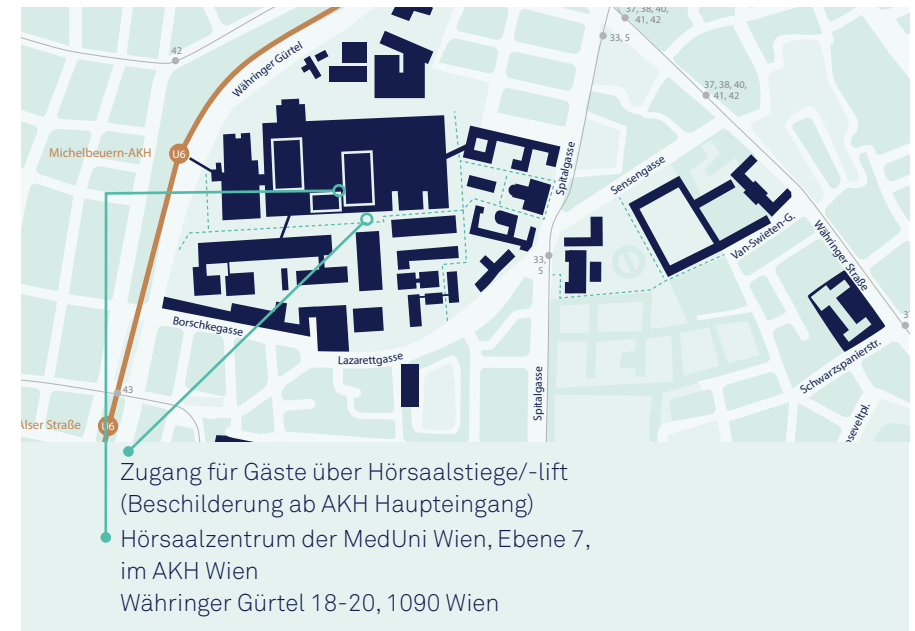 37, 38, 40,
41, 42
33, 5
42
Währinger Gürtel
37, 38, 40,
41, 42
Michelbeuern-AKH
U6
Spitalgasse
Sensengasse
Van-Swieten-G.
Währinger Straße
33,
5
Borschkegasse
Lazarettgasse
Schwarzspanierstr.
43
Spitalgasse
Alser Straße
U6
Zugang für Gäste über Hörsaalstiege/-lift
(Beschilderung ab AKH Haupteingang)
Hörsaalzentrum der MedUni Wien, Ebene 7,
im AKH Wien
Währinger Gürtel 18-20, 1090 Wien